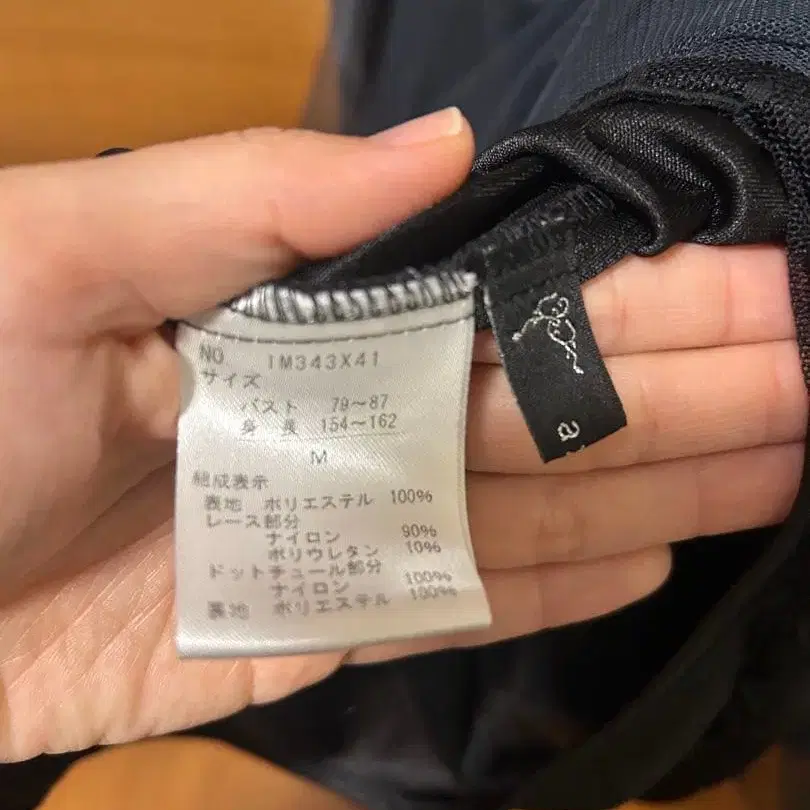 NO. IM343X41
サイズ
バスト 79〜87
身長 154〜162
M
組成表示
表地 ポリエステル 100%
レース部分
ナイロン 90%
ポリウレタン 10%
ドットチュール部分
ナイロン 100%
裏地 ポリエステル 100%
a